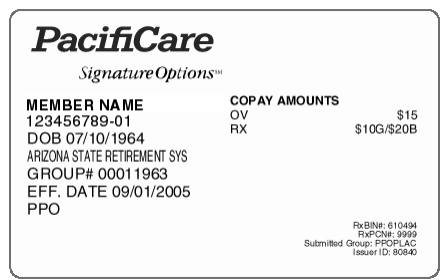 PacifiCare
SignatureOptions℠
MEMBER NAME
123456789-01
DOB 07/10/1964
ARIZONA STATE RETIREMENT SYS
GROUP# 00011963
EFF. DATE 09/01/2005
PPO
COPAY AMOUNTS
OV $15
RX $10G/$20B
RxBIN#: 610494
RxPCN#: 9999
Submitted Group: PPOPLAC
Issuer ID: 80840